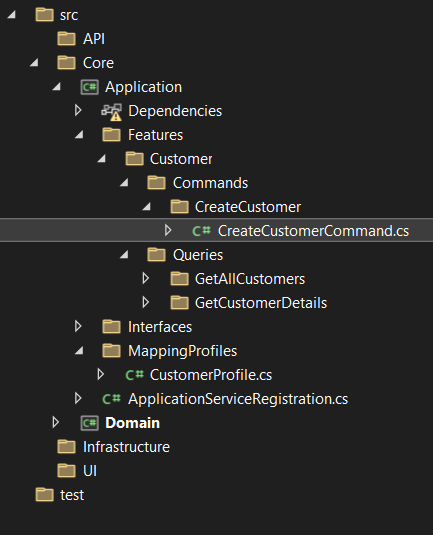 src
API
Core
C# Application
Dependencies
Features
Customer
Commands
CreateCustomer
C# CreateCustomerCommand.cs
Queries
GetAllCustomers
GetCustomerDetails
Interfaces
MappingProfiles
C# CustomerProfile.cs
C# ApplicationServiceRegistration.cs
C# Domain
Infrastructure
UI
test